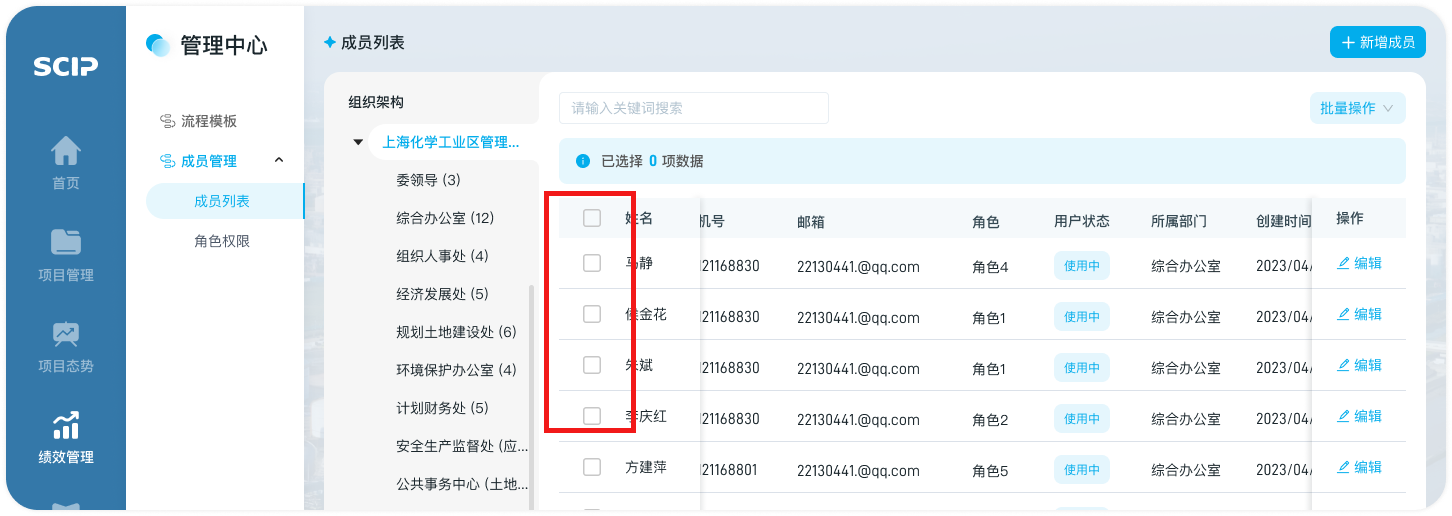 SCIP
首页
项目管理
项目态势
绩效管理
管理中心
流程模板
成员管理
成员列表
角色权限
成员列表
新增成员
组织架构
上海化学工业区管理...
委领导 (3)
综合办公室 (12)
组织人事处 (4)
经济发展处 (5)
规划土地建设处 (6)
环境保护办公室 (4)
计划财务处 (5)
安全生产监督处 (应...
公共事务中心 (土地...
请输入关键词搜索
批量操作
已选择 0 项数据
姓名 机号 邮箱 角色 用户状态 所属部门 创建时间 操作
马静 121168830 22130441.@qq.com 角色4 使用中 综合办公室 2023/04/ 编辑
侯金花 121168830 22130441.@qq.com 角色1 使用中 综合办公室 2023/04/ 编辑
朱斌 121168830 22130441.@qq.com 角色1 使用中 综合办公室 2023/04/ 编辑
李庆红 121168830 22130441.@qq.com 角色2 使用中 综合办公室 2023/04/ 编辑
方建萍 121168801 22130441.@qq.com 角色5 使用中 综合办公室 2023/04/ 编辑